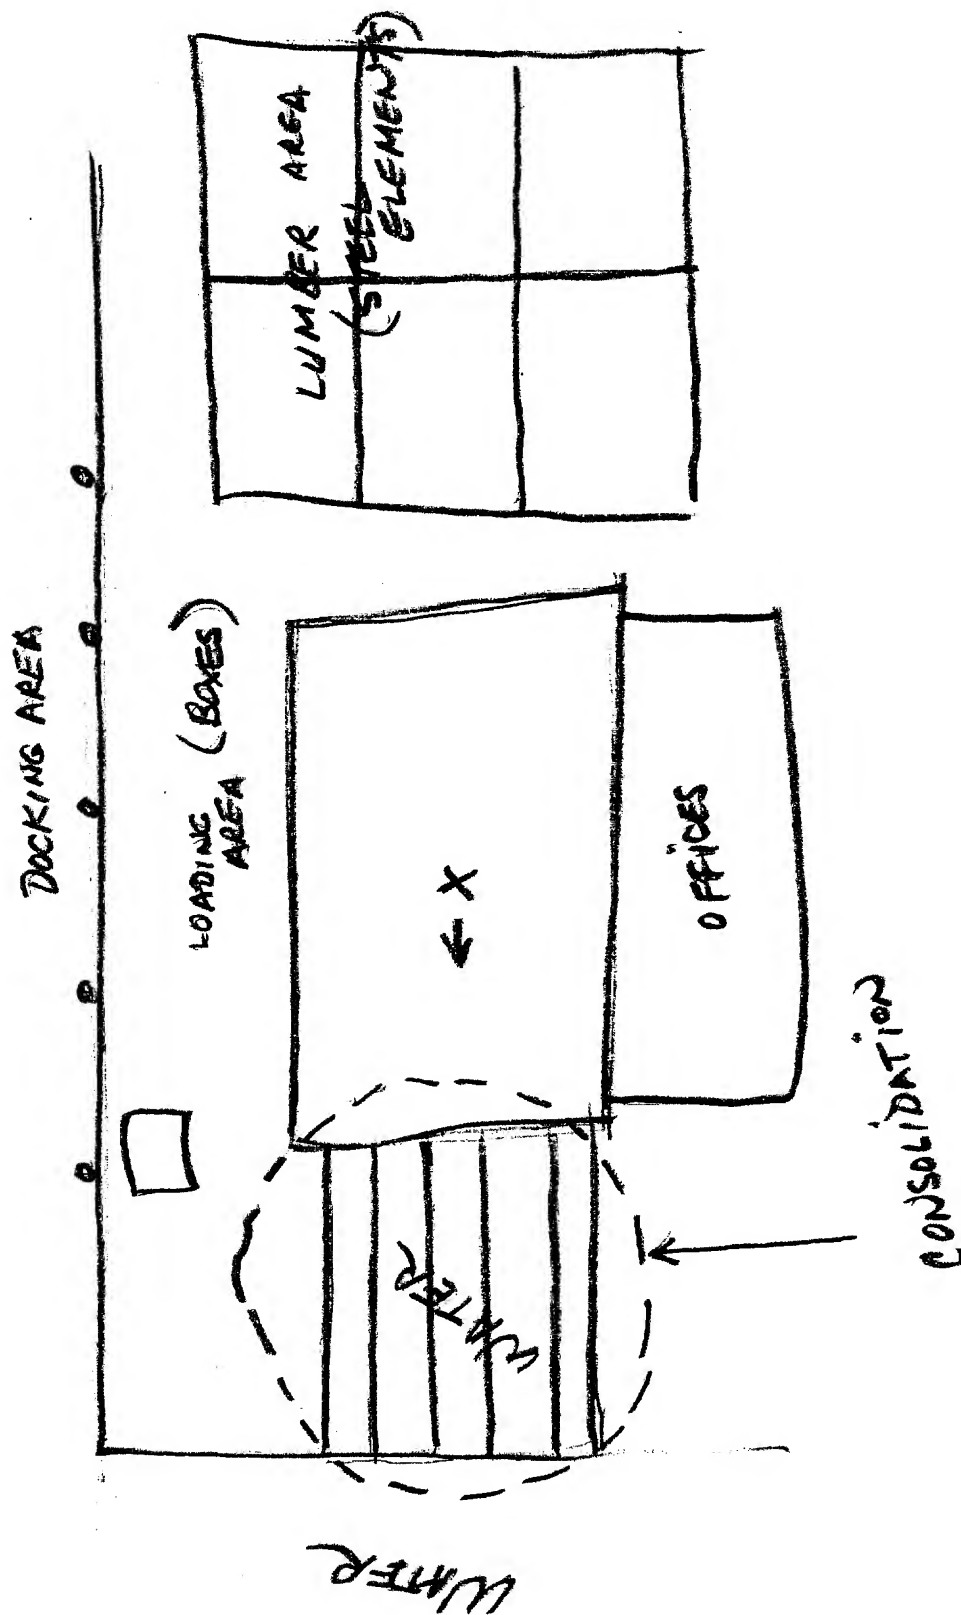 DOCKING AREA
LOADING
AREA
(BOXES)
LUMBER AREA
(STEEL
ELEMENTS)
← X
OFFICES
WATER
WATER
CONSOLIDATION